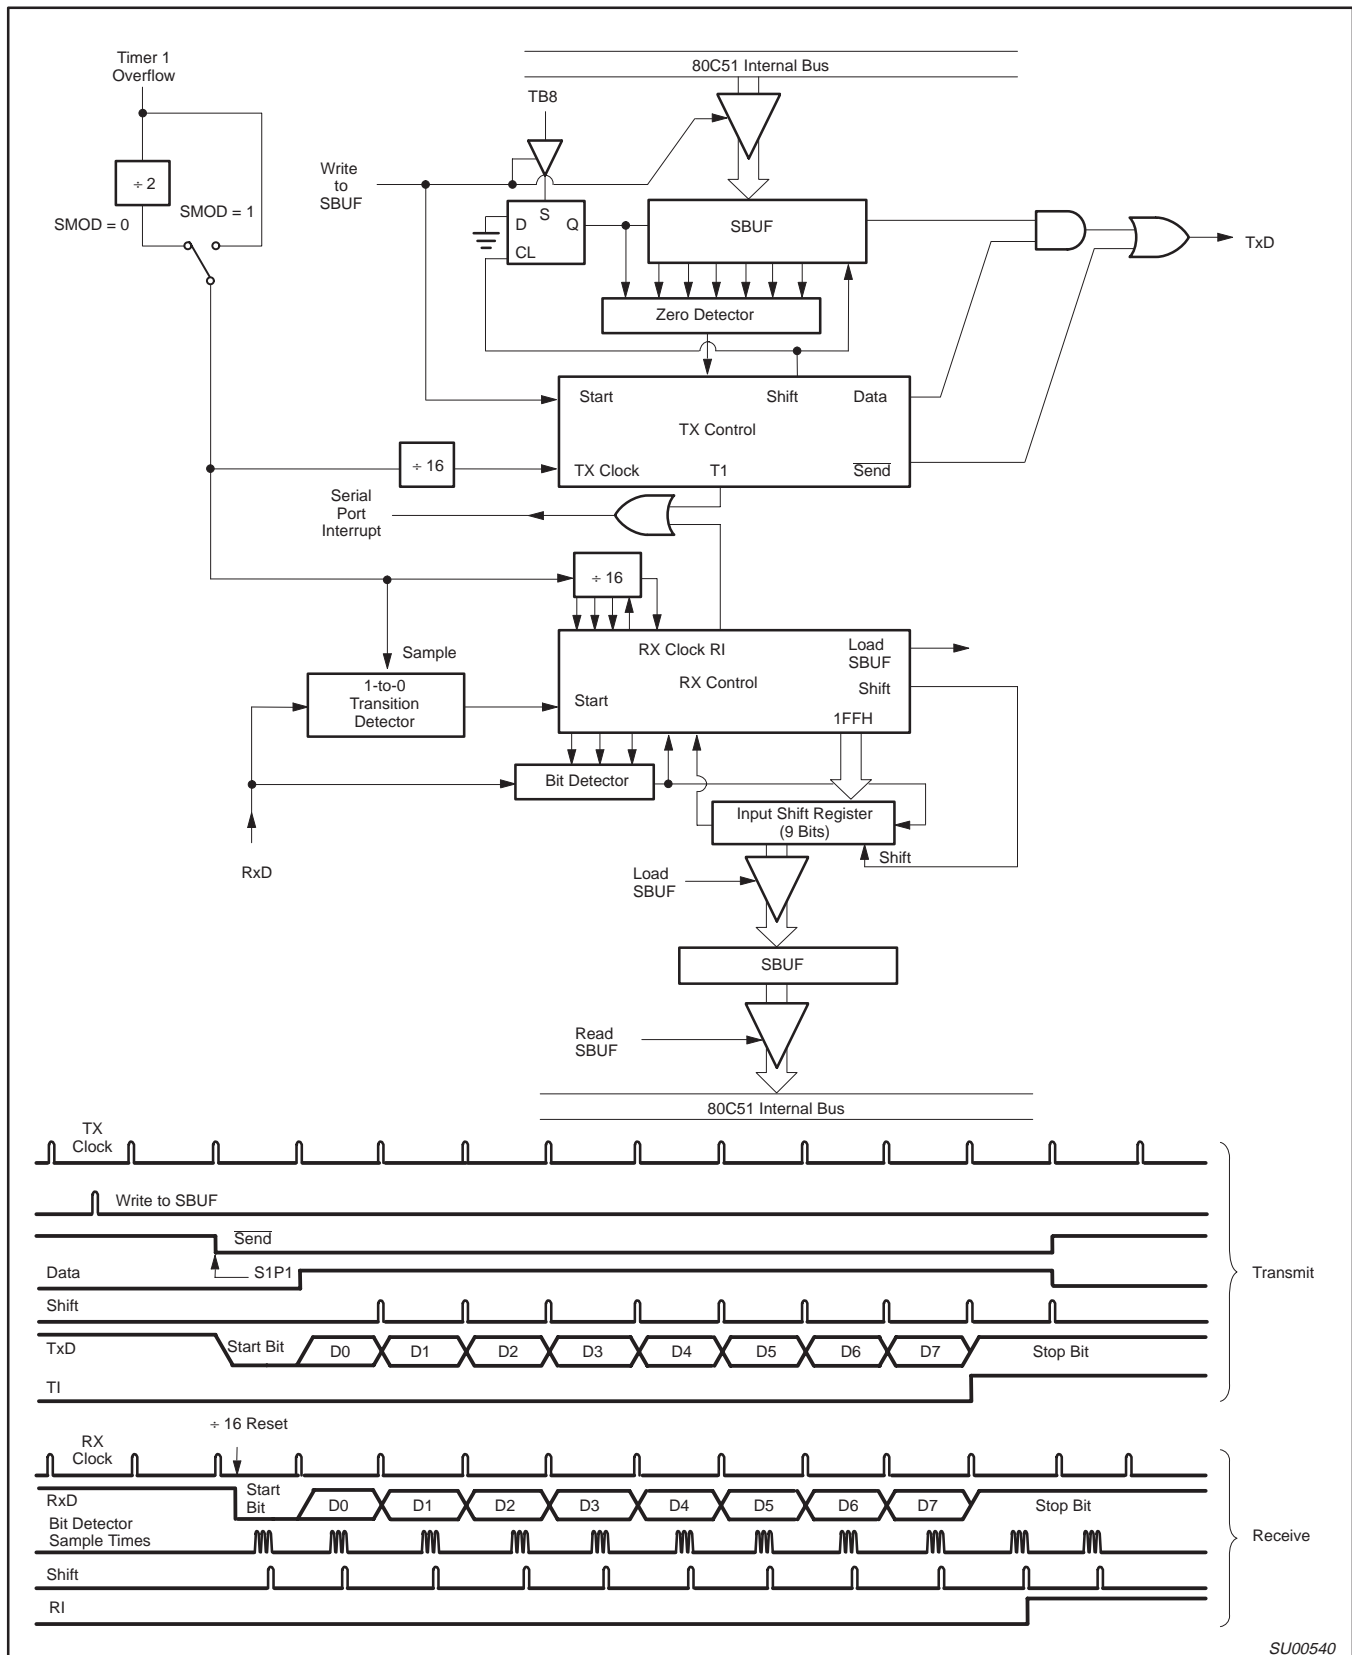 Timer 1
Overflow
80C51 Internal Bus
TB8
÷ 2
Write
to
SBUF
SMOD = 1
SMOD = 0
S
D
Q
CL
SBUF
TxD
Zero Detector
Start
Shift
Data
TX Control
÷ 16
TX Clock
T1
Send
Serial
Port
Interrupt
÷ 16
Sample
RX Clock RI
Load
SBUF
RX Control
Shift
1-to-0
Transition
Detector
Start
1FFH
Bit Detector
Input Shift Register
(9 Bits)
Shift
RxD
Load
SBUF
SBUF
Read
SBUF
80C51 Internal Bus
TX
Clock
Write to SBUF
Send
S1P1
Data
Shift
TxD
Start Bit
D0
D1
D2
D3
D4
D5
D6
D7
Stop Bit
TI
Transmit
÷ 16 Reset
RX
Clock
RxD
Start
Bit
D0
D1
D2
D3
D4
D5
D6
D7
Stop Bit
Bit Detector
Sample Times
Shift
RI
Receive
SU00540